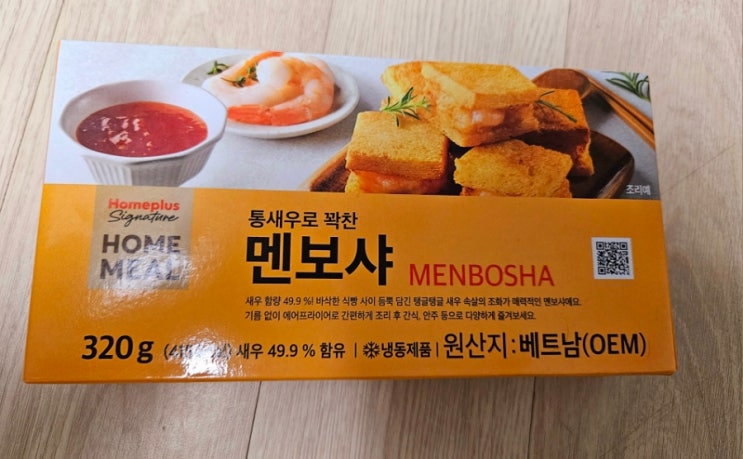 조리예
Homeplus
Signature
HOME
MEAL
통새우로 꽉찬
멘보샤 MENBOSHA
새우 함량 49.9 %! 바삭한 식빵 사이 듬뿍 담긴 탱글탱글 새우 속살의 조화가 매력적인 멘보샤예요.
기름 없이 에어프라이어로 간편하게 조리 후 간식, 안주 등으로 다양하게 즐겨보세요.
320 g 새우 49.9 % 함유 | 냉동제품 | 원산지 : 베트남(OEM)